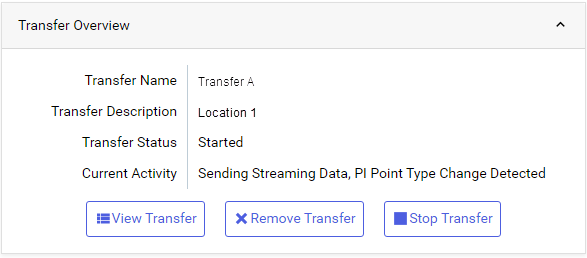 Transfer Overview
Transfer Name Transfer A
Transfer Description Location 1
Transfer Status Started
Current Activity Sending Streaming Data, PI Point Type Change Detected
View Transfer Remove Transfer Stop Transfer